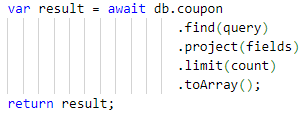 var result = await db.coupon
.find(query)
.project(fields)
.limit(count)
.toArray();
return result;